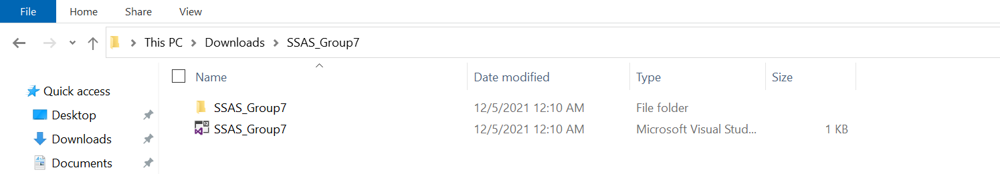 File Home Share View
This PC > Downloads > SSAS_Group7
Name Date modified Type Size
Quick access
SSAS_Group7 12/5/2021 12:10 AM File folder
Desktop
SSAS_Group7 12/5/2021 12:10 AM Microsoft Visual Stud... 1 KB
12
Downloads
Documents